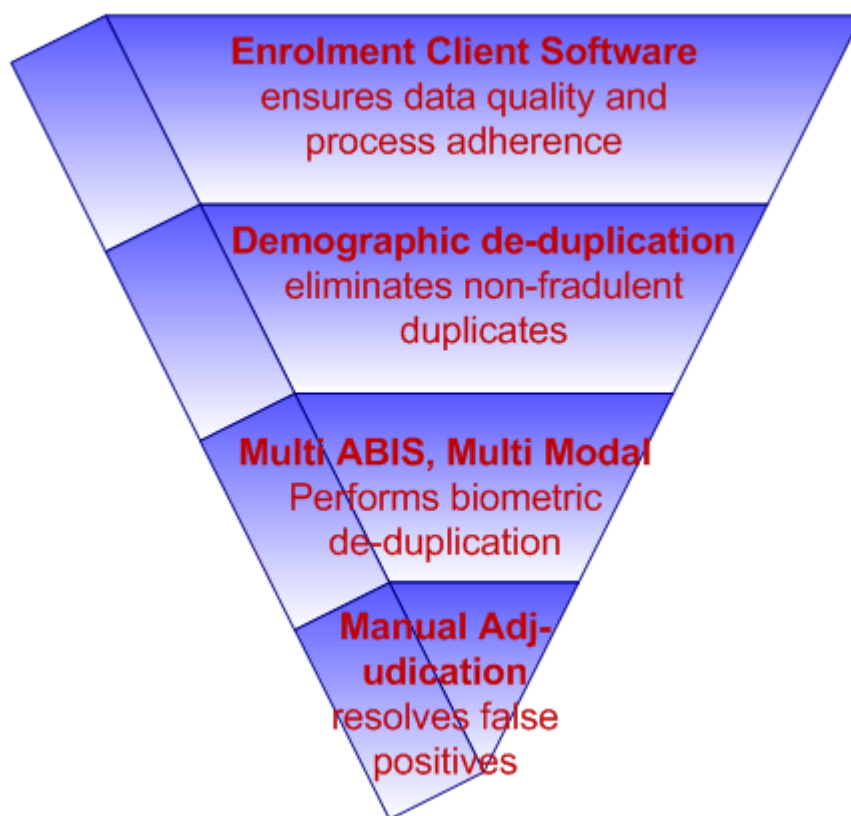 Enrolment Client Software
ensures data quality and
process adherence
Demographic de-duplication
eliminates non-fradulent
duplicates
Multi ABIS, Multi Modal
Performs biometric
de-duplication
Manual Adj-
udication
resolves false
positives